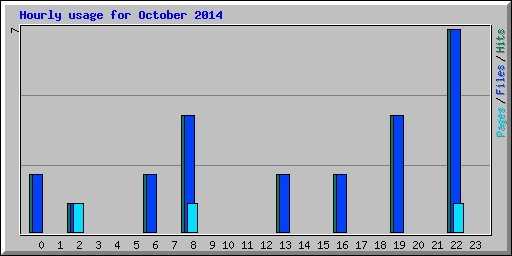 Hourly usage for October 2014
7
Pages/Files/Hits
0 1 2 3 4 5 6 7 8 9 10 11 12 13 14 15 16 17 18 19 20 21 22 23